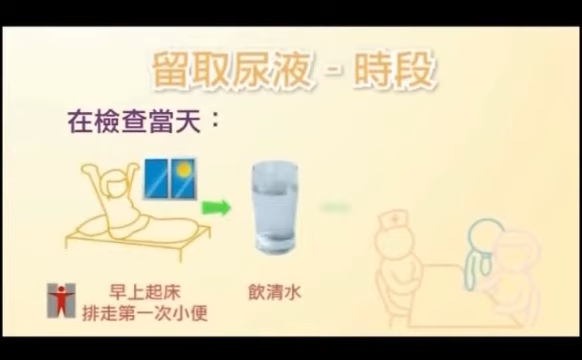 留取尿液 - 時段
在檢查當天：
早上起床
排走第一次小便
飲清水